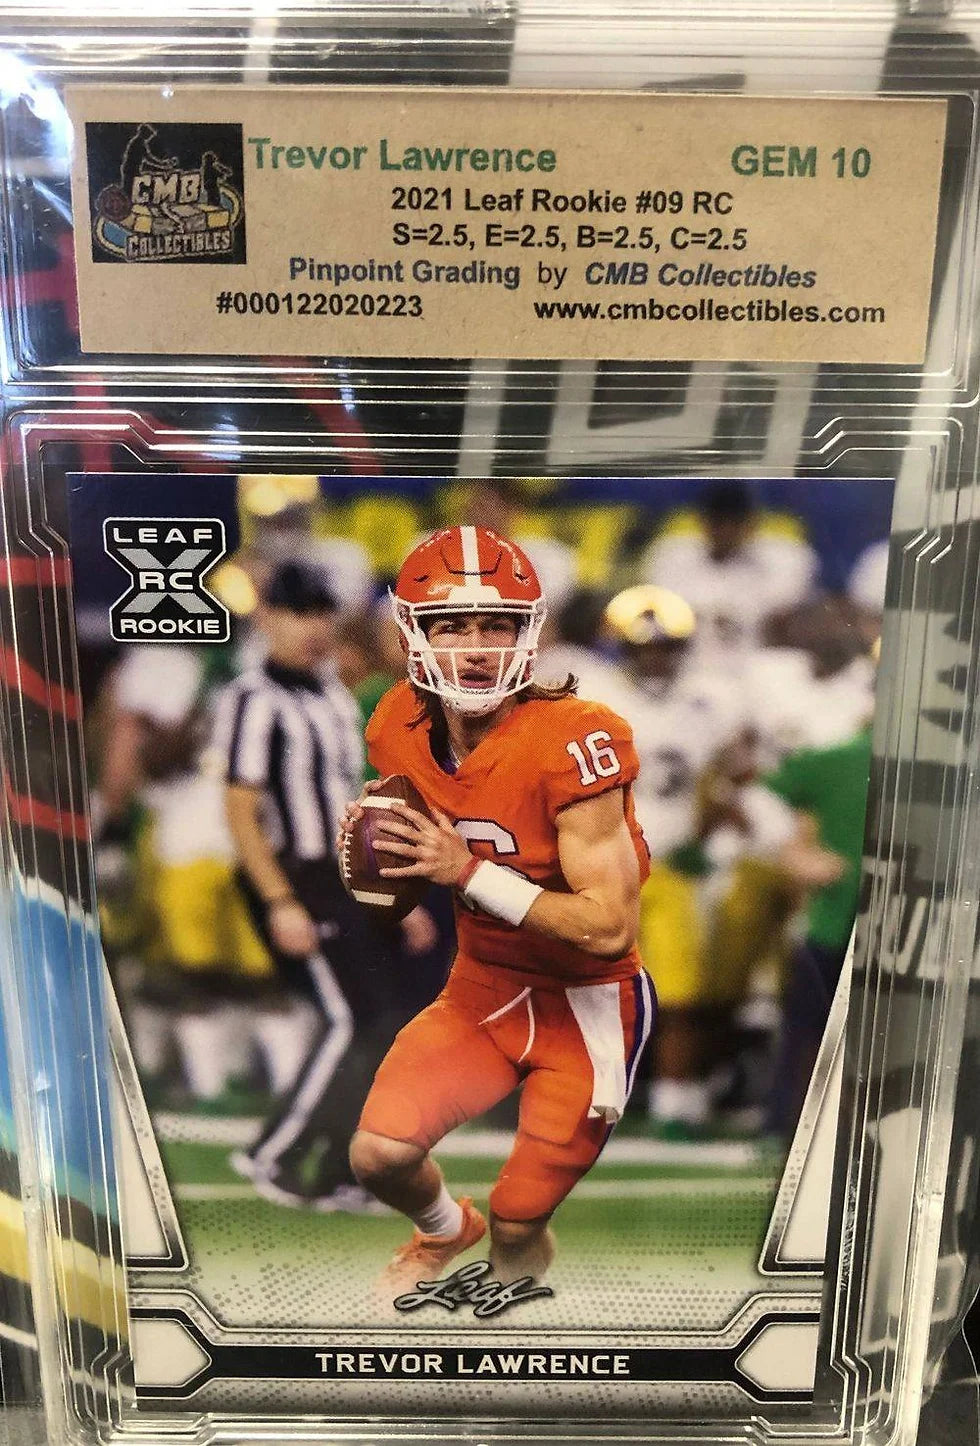 CMB
COLLECTIBLES
Trevor Lawrence GEM 10
2021 Leaf Rookie #09 RC
S=2.5, E=2.5, B=2.5, C=2.5
Pinpoint Grading by CMB Collectibles
#000122020223 www.cmbcollectibles.com
LEAF
RC
ROOKIE
16
Leaf
TREVOR LAWRENCE